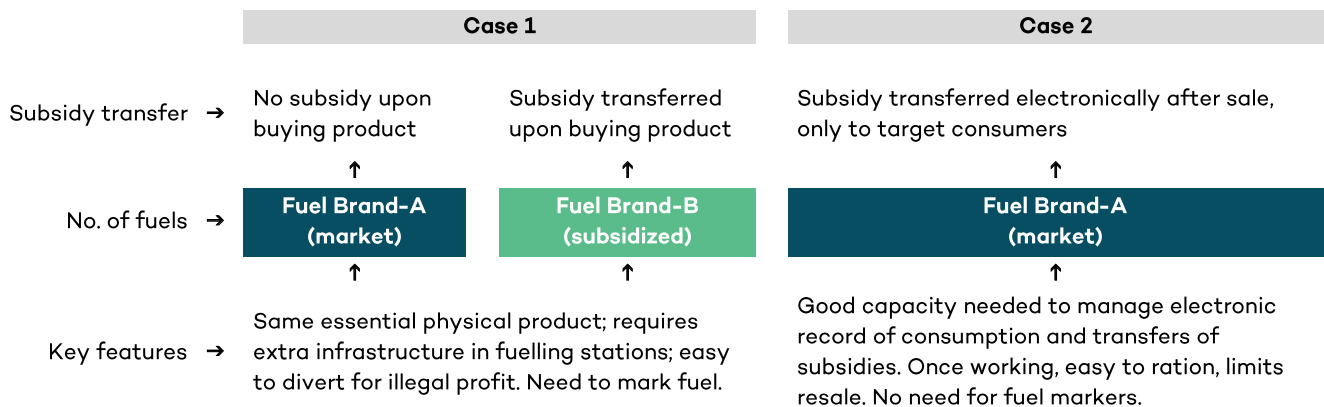 Case 1
Case 2
Subsidy transfer →
No subsidy upon
buying product
Subsidy transferred
upon buying product
Subsidy transferred electronically after sale,
only to target consumers
No. of fuels →
Fuel Brand-A
(market)
Fuel Brand-B
(subsidized)
Fuel Brand-A
(market)
Key features →
Same essential physical product; requires
extra infrastructure in fuelling stations; easy
to divert for illegal profit. Need to mark fuel.
Good capacity needed to manage electronic
record of consumption and transfers of
subsidies. Once working, easy to ration, limits
resale. No need for fuel markers.